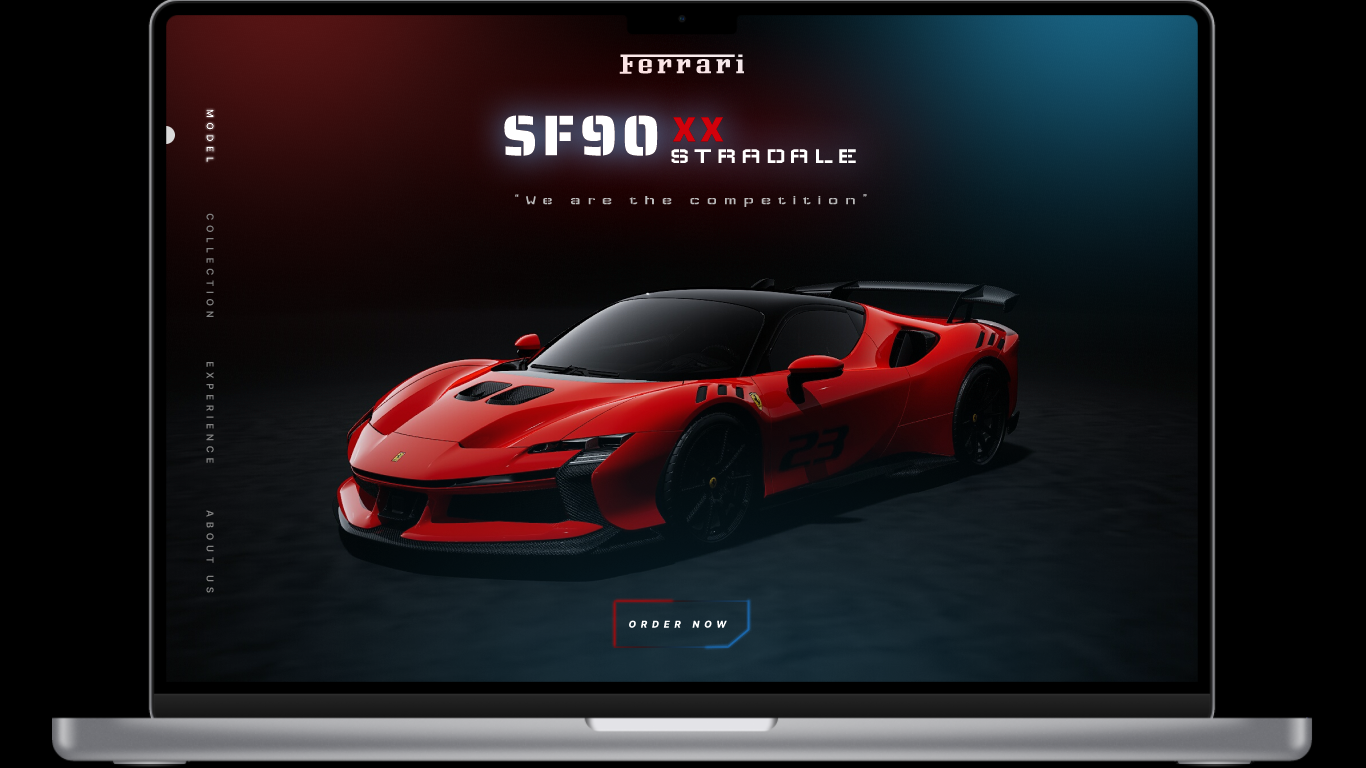 Ferrari
SF90 XX
STRADALE
"We are the competition"
MODEL
COLLECTION
EXPERIENCE
ABOUT US
23
ORDER NOW